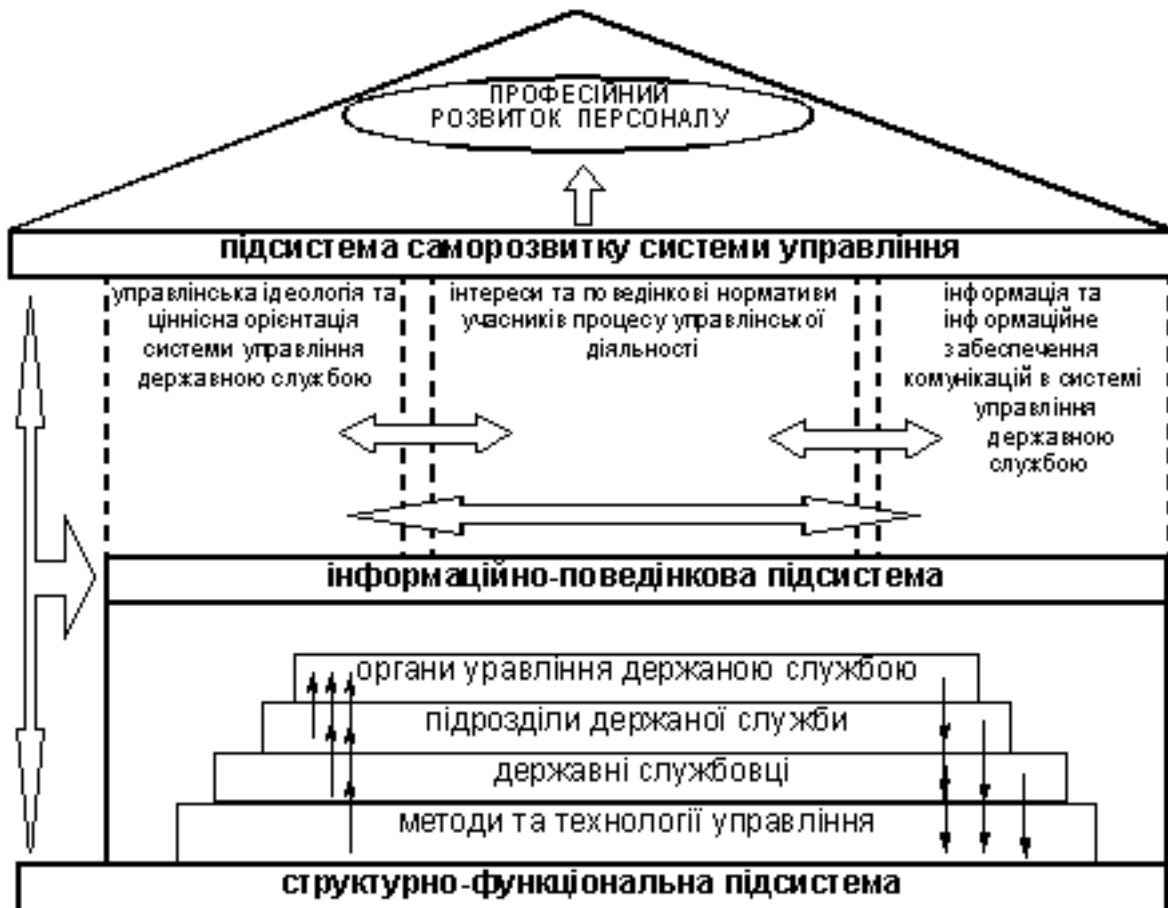 ПРОФЕСІЙНИЙ
РОЗВИТОК ПЕРСОНАЛУ
підсистема саморозвитку системи управління
управлінська ідеологія та
ціннісна орієнтація
системи управління
державною службою
інтереси та поведінкові нормативи
учасників процесу управлінської
діяльності
інформація та
інформаційне
забезпечення
комунікацій в системі
управління
державною
службою
інформаційно-поведінкова підсистема
органи уравління держаною службою
підрозділи держаної служби
державні службовці
методи та технології управління
структурно-функціональна підсистема